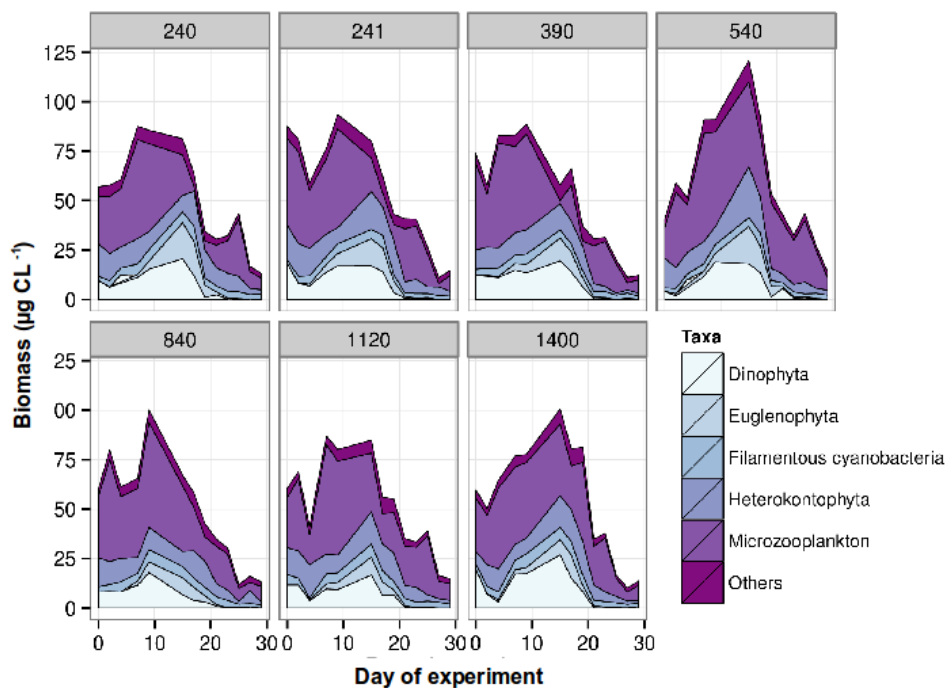 240 241 390 540
125
100
75
50
25
0
840 1120 1400
25
00
75
50
25
0
0 10 20 30 0 10 20 30 0 10 20 30
Biomass (µg CL⁻¹)
Day of experiment
Taxa
Dinophyta
Euglenophyta
Filamentous cyanobacteria
Heterokontophyta
Microzooplankton
Others